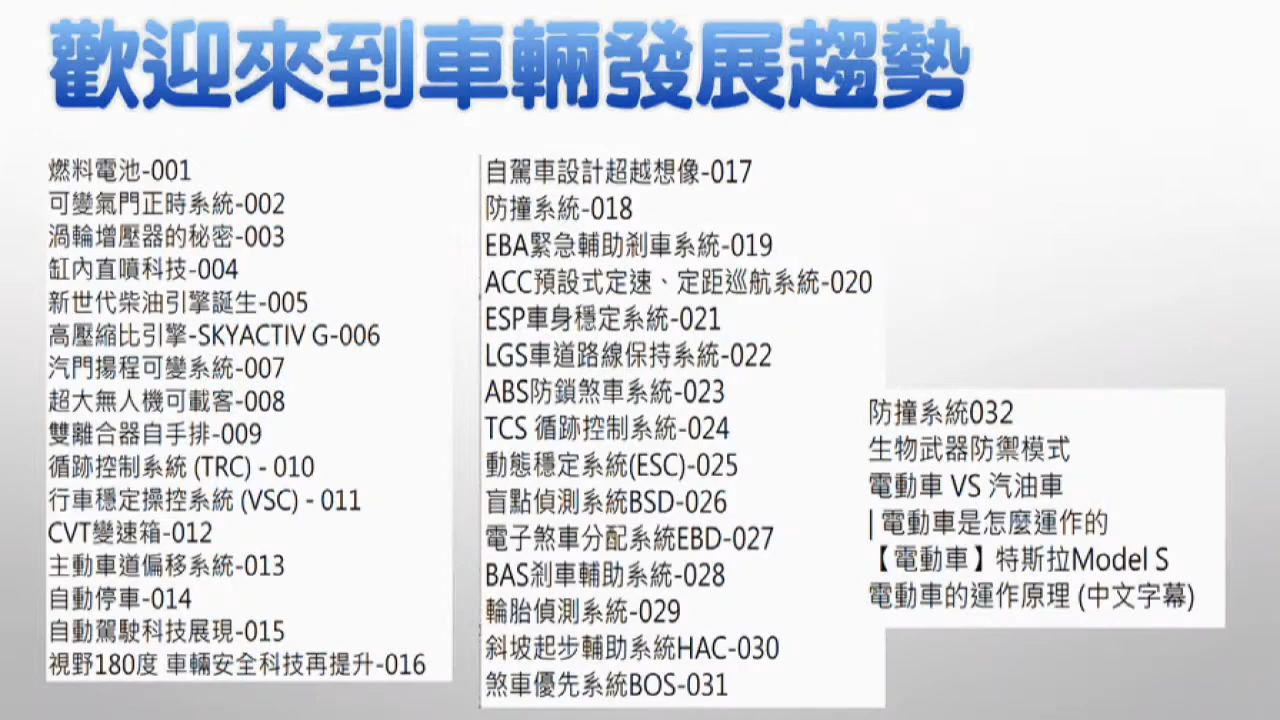 歡迎來到車輛發展趨勢
燃料電池-001
可變氣門正時系統-002
渦輪增壓器的秘密-003
缸內直噴科技-004
新世代柴油引擎誕生-005
高壓縮比引擎-SKYACTIV G-006
汽門揚程可變系統-007
超大無人機可載客-008
雙離合器自手排-009
循跡控制系統 (TRC) - 010
行車穩定操控系統 (VSC) - 011
CVT變速箱-012
主動車道偏移系統-013
自動停車-014
自動駕駛科技展現-015
視野180度 車輛安全科技再提升-016
自駕車設計超越想像-017
防撞系統-018
EBA緊急輔助剎車系統-019
ACC預設式定速、定距巡航系統-020
ESP車身穩定系統-021
LGS車道路線保持系統-022
ABS防鎖煞車系統-023
TCS 循跡控制系統-024
動態穩定系統(ESC)-025
盲點偵測系統BSD-026
電子煞車分配系統EBD-027
BAS剎車輔助系統-028
輪胎偵測系統-029
斜坡起步輔助系統HAC-030
煞車優先系統BOS-031
防撞系統032
生物武器防禦模式
電動車 VS 汽油車
| 電動車是怎麼運作的
【電動車】特斯拉Model S
電動車的運作原理 (中文字幕)